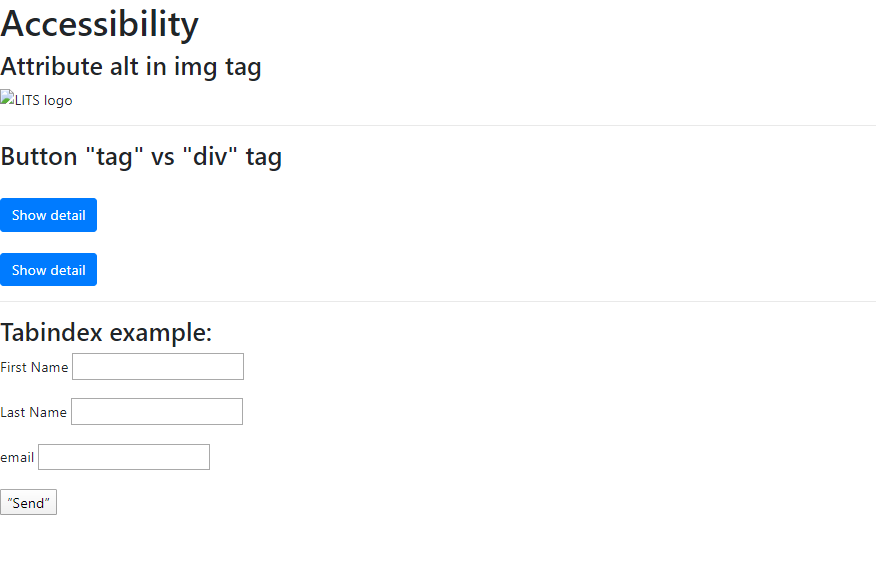 Accessibility
Attribute alt in img tag
LITS logo
Button "tag" vs "div" tag
Show detail
Show detail
Tabindex example:
First Name
Last Name
email
"Send"